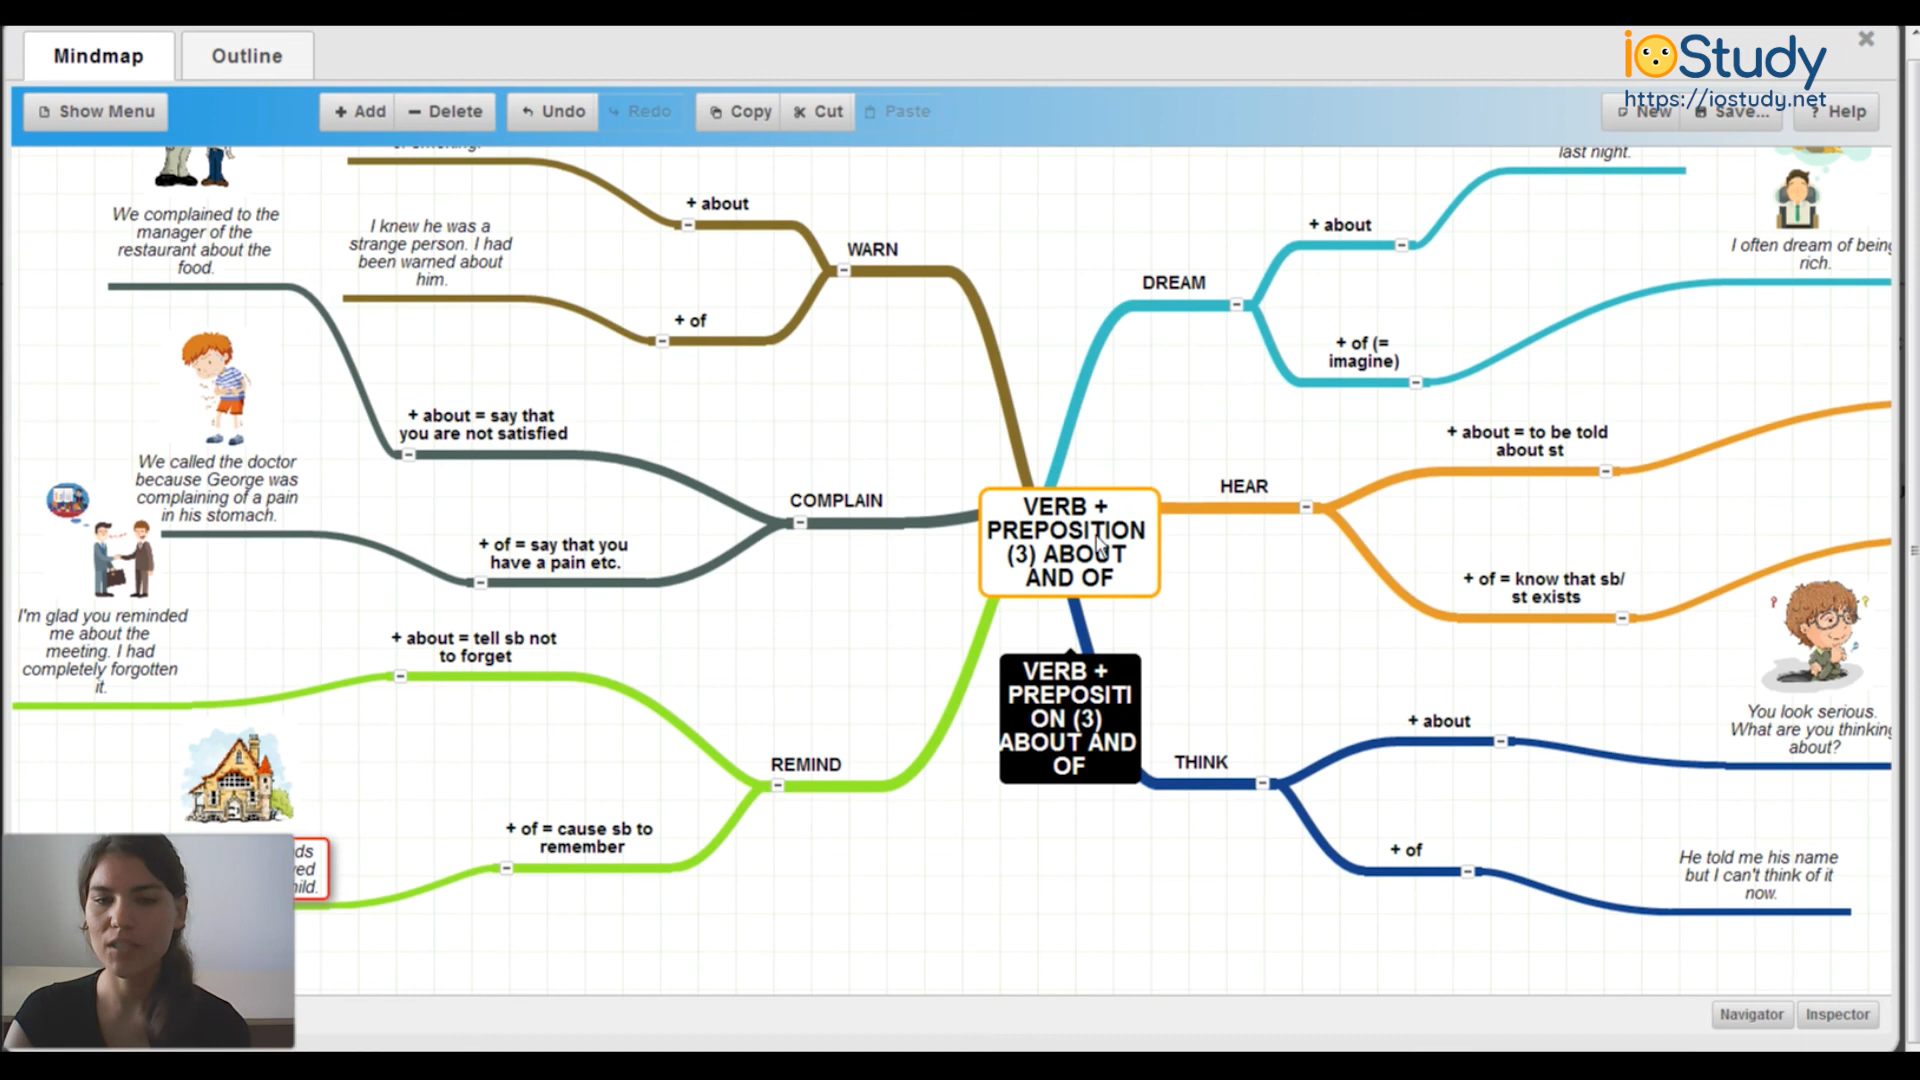 Mindmap
Outline
ioStudy
https://iostudy.net
Show Menu
+ Add
Delete
Undo
Redo
Copy
Cut
Paste
New
Save...
? Help
last night.
We complained to the
manager of the
restaurant about the
food.
I knew he was a
strange person. I had
been warned about
him.
+ about
WARN
+ of
+ about
DREAM
+ of (=
imagine)
I often dream of being
rich.
+ about = say that
you are not satisfied
We called the doctor
because George was
complaining of a pain
in his stomach.
COMPLAIN
+ of = say that you
have a pain etc.
VERB +
PREPOSITION
(3) ABOUT
AND OF
HEAR
+ about = to be told
about st
+ of = know that sb/
st exists
I'm glad you reminded
me about the
meeting. I had
completely forgotten
it.
+ about = tell sb not
to forget
REMIND
+ of = cause sb to
remember
VERB +
PREPOSITI
ON (3)
ABOUT AND
OF
THINK
+ about
You look serious.
What are you thinking
about?
+ of
He told me his name
but I can't think of it
now.
Navigator
Inspector